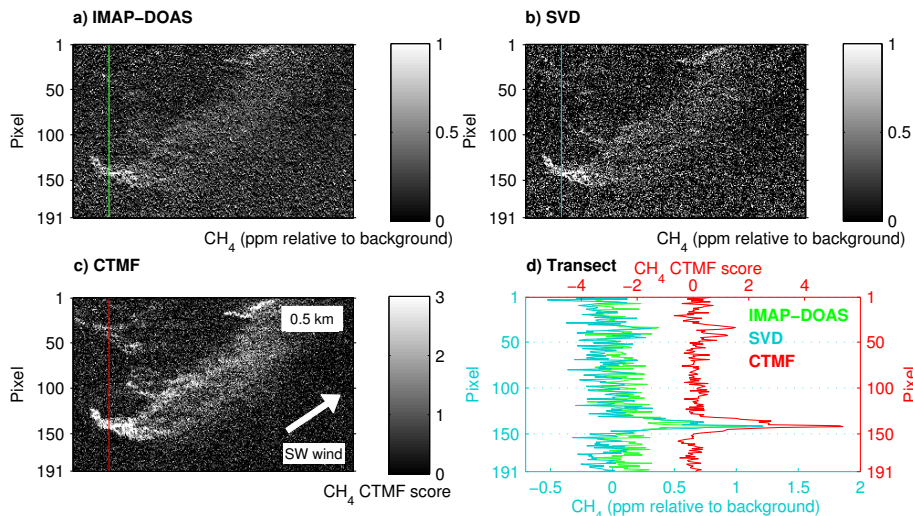 a) IMAP−DOAS
1
50
100
150
191
Pixel
1
0.5
0
CH4 (ppm relative to background)
b) SVD
1
50
100
150
191
Pixel
1
0.5
0
CH4 (ppm relative to background)
c) CTMF
1
50
100
150
191
Pixel
0.5 km
SW wind
3
2
1
0
CH4 CTMF score
d) Transect
CH4 CTMF score
−4 −2 0 2 4
1
50
100
150
191
Pixel
IMAP−DOAS
SVD
CTMF
1
50
100
150
191
Pixel
−0.5 0 0.5 1 1.5 2
CH4 (ppm relative to background)